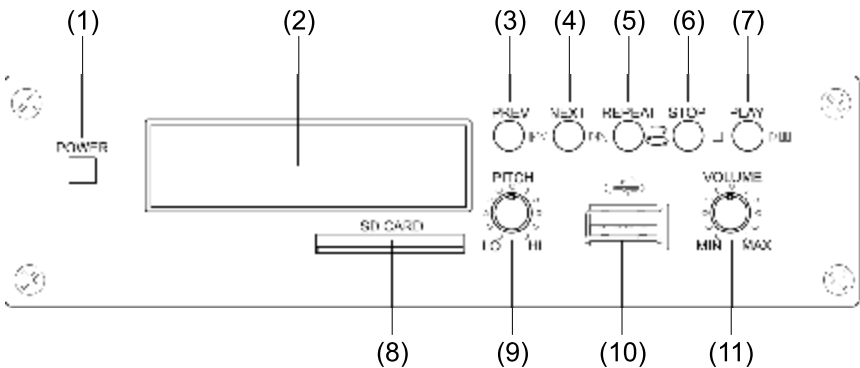 (1) (2) (3) (4) (5) (6) (7)
PREV NEXT REPEAT STOP PLAY
POWER
PITCH VOLUME
SD CARD
LO HI MIN MAX
(8) (9) (10) (11)